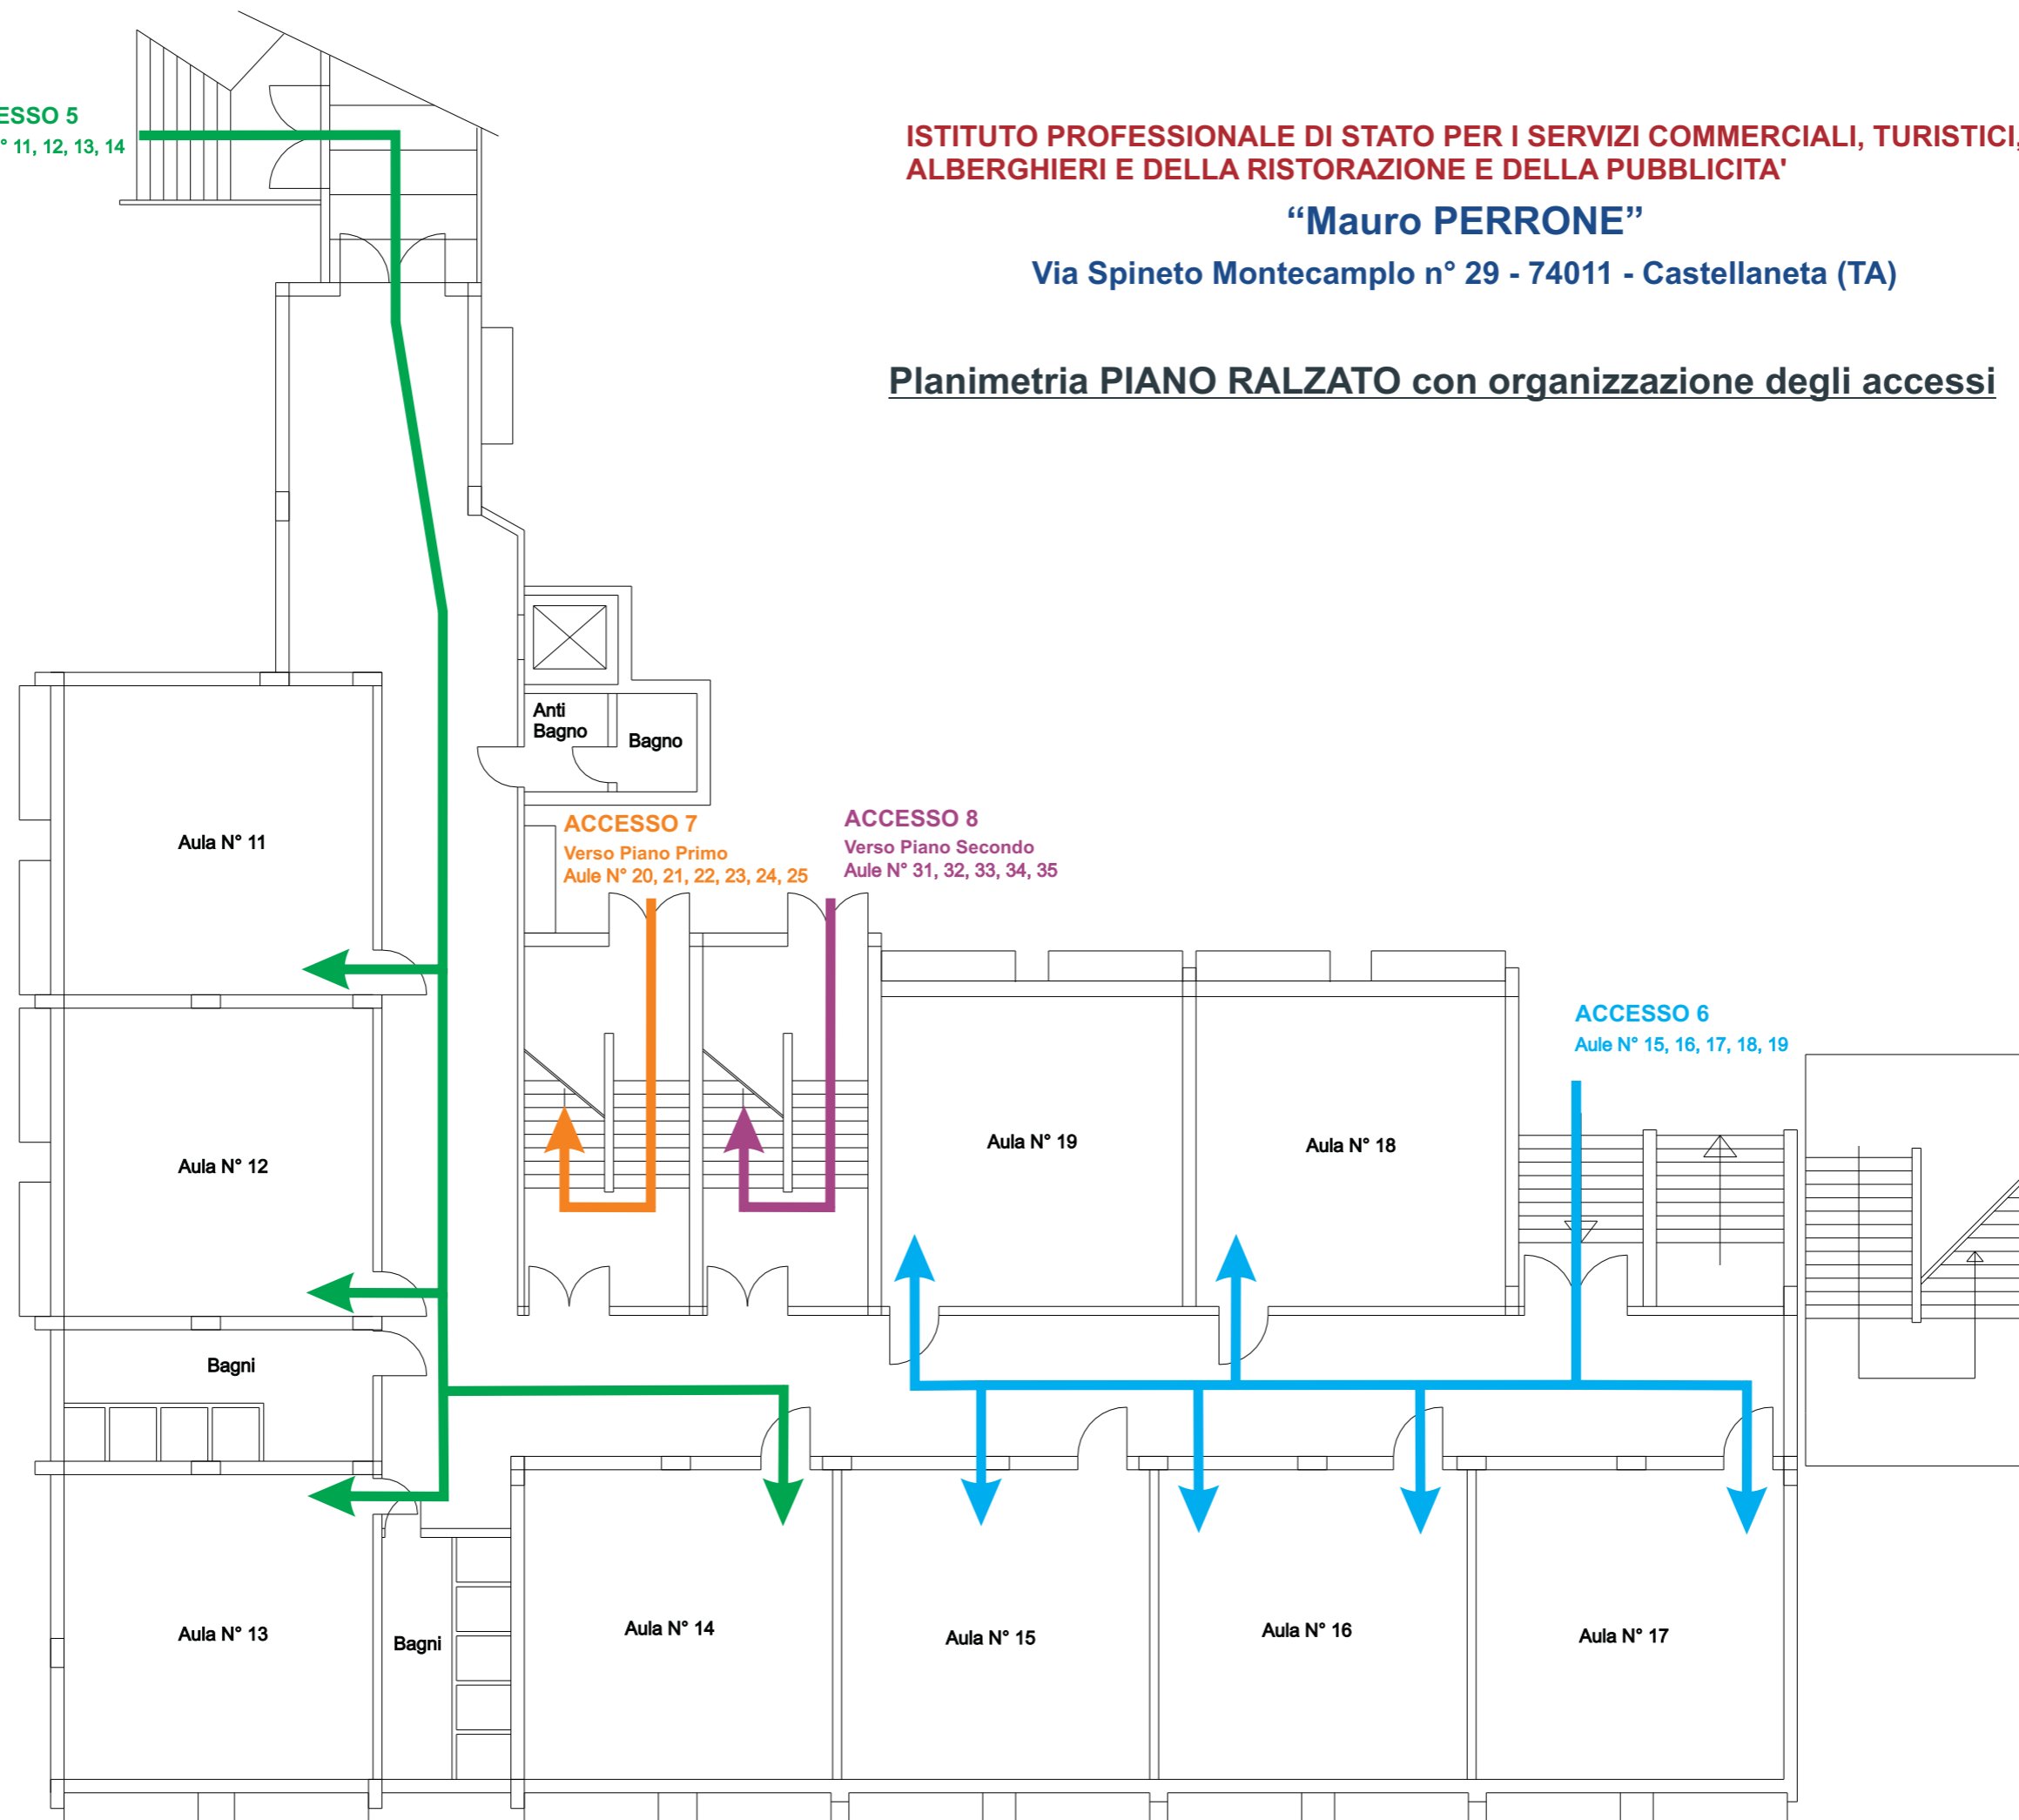 ESSO 5
° 11, 12, 13, 14
ISTITUTO PROFESSIONALE DI STATO PER I SERVIZI COMMERCIALI, TURISTICI,
ALBERGHIERI E DELLA RISTORAZIONE E DELLA PUBBLICITA'
“Mauro PERRONE”
Via Spineto Montecamplo n° 29 - 74011 - Castellaneta (TA)
Planimetria PIANO RALZATO con organizzazione degli accessi
Anti
Bagno
Bagno
ACCESSO 7
Verso Piano Primo
Aule N° 20, 21, 22, 23, 24, 25
ACCESSO 8
Verso Piano Secondo
Aule N° 31, 32, 33, 34, 35
Aula N° 11
ACCESSO 6
Aule N° 15, 16, 17, 18, 19
Aula N° 12
Aula N° 19
Aula N° 18
Bagni
Aula N° 13
Bagni
Aula N° 14
Aula N° 15
Aula N° 16
Aula N° 17